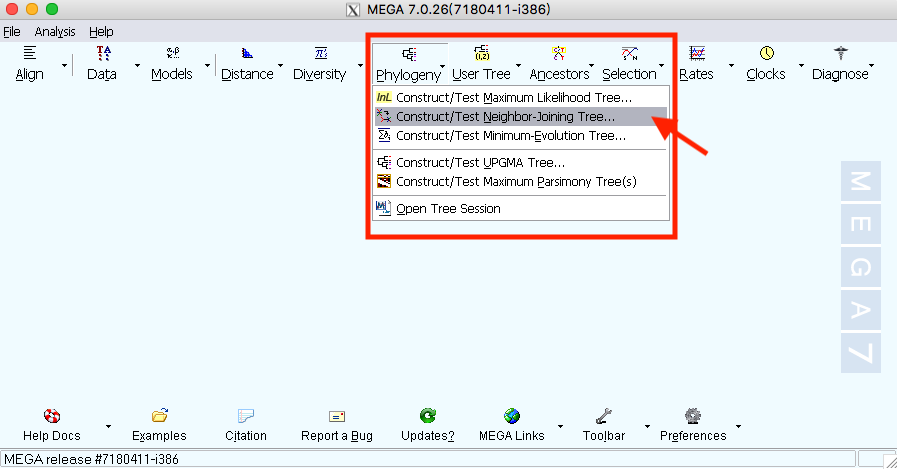 MEGA 7.0.26(7180411-i386)
File Analysis Help
Align Data Models Distance Diversity Phylogeny User Tree Ancestors Selection Rates Clocks Diagnose
Construct/Test Maximum Likelihood Tree...
Construct/Test Neighbor-Joining Tree...
Construct/Test Minimum-Evolution Tree...
Construct/Test UPGMA Tree...
Construct/Test Maximum Parsimony Tree(s)
Open Tree Session
M
E
G
A
7
Help Docs Examples Citation Report a Bug Updates? MEGA Links Toolbar Preferences
MEGA release #7180411-i386